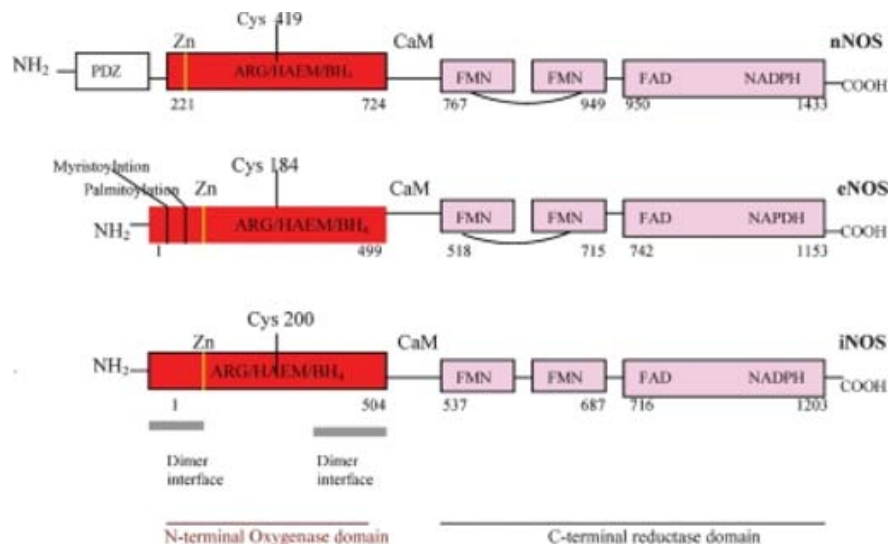 Cys 419
Zn CaM nNOS
NH2 PDZ ARG/HAEM/BH4 FMN FMN FAD NADPH COOH
221 724 767 949 950 1433
Myristoylation Cys 184
Palmitoylation Zn CaM eNOS
NH2 ARG/HAEM/BH4 FMN FMN FAD NAPDH COOH
1 499 518 715 742 1153
Cys 200
Zn CaM iNOS
NH2 ARG/HAEM/BH4 FMN FMN FAD NADPH COOH
1 504 537 687 716 1203
Dimer Dimer
interface interface
N-terminal Oxygenase domain C-terminal reductase domain